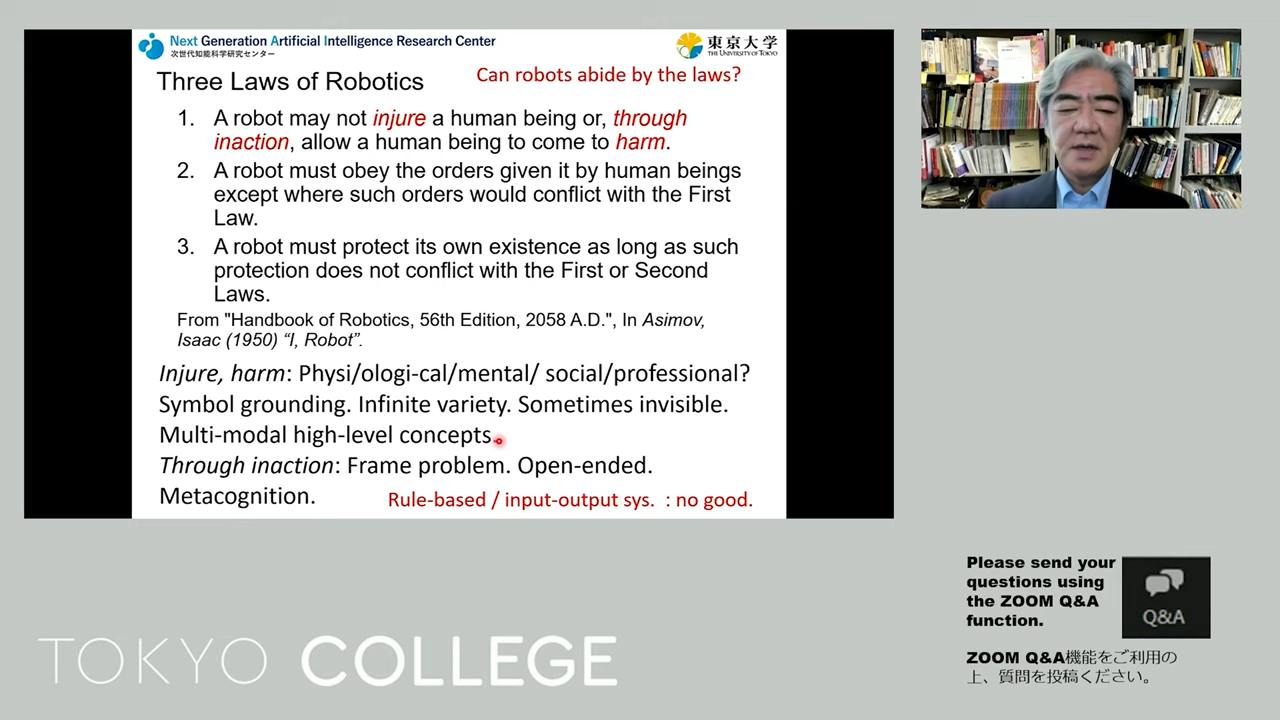 Next Generation Artificial Intelligence Research Center
次世代知能科学研究センター
東京大学
THE UNIVERSITY OF TOKYO
Three Laws of Robotics
Can robots abide by the laws?
1. A robot may not injure a human being or, through
inaction, allow a human being to come to harm.
2. A robot must obey the orders given it by human beings
except where such orders would conflict with the First
Law.
3. A robot must protect its own existence as long as such
protection does not conflict with the First or Second
Laws.
From "Handbook of Robotics, 56th Edition, 2058 A.D.", In Asimov,
Isaac (1950) “I, Robot”.
Injure, harm: Physi/ologi-cal/mental/ social/professional?
Symbol grounding. Infinite variety. Sometimes invisible.
Multi-modal high-level concepts.
Through inaction: Frame problem. Open-ended.
Metacognition.
Rule-based / input-output sys. : no good.
Please send your
questions using
the ZOOM Q&A
function.
Q&A
ZOOM Q&A機能をご利用の
上、質問を投稿ください。
TOKYO COLLEGE